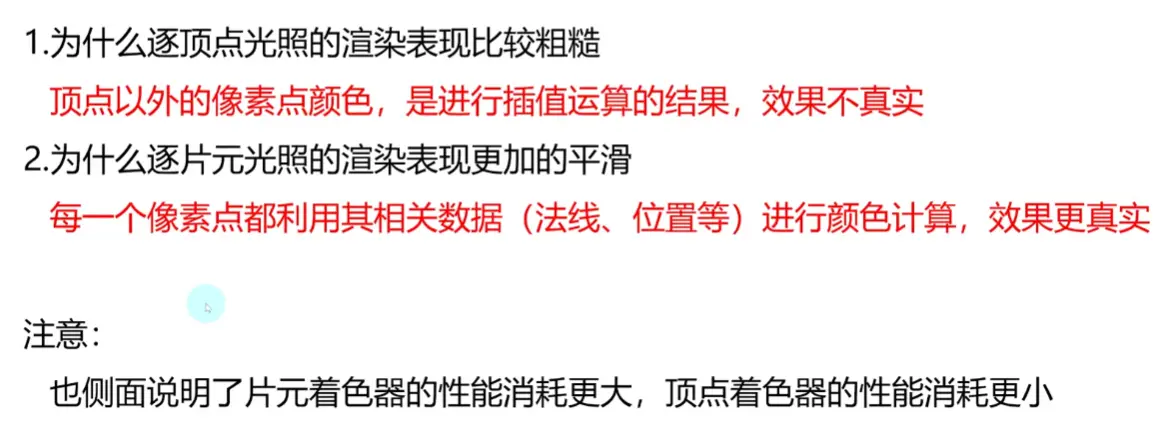 1.为什么逐顶点光照的渲染表现比较粗糙
顶点以外的像素点颜色，是进行插值运算的结果，效果不真实
2.为什么逐片元光照的渲染表现更加的平滑
每一个像素点都利用其相关数据（法线、位置等）进行颜色计算，效果更真实
注意：
也侧面说明了片元着色器的性能消耗更大，顶点着色器的性能消耗更小